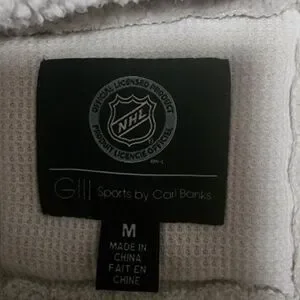 OFFICIAL LICENSED PRODUCT
NHL
PRODUIT LICENCIÉ OFFICIEL
G-III Sports by Carl Banks
M
MADE IN
CHINA
FAIT EN
CHINE